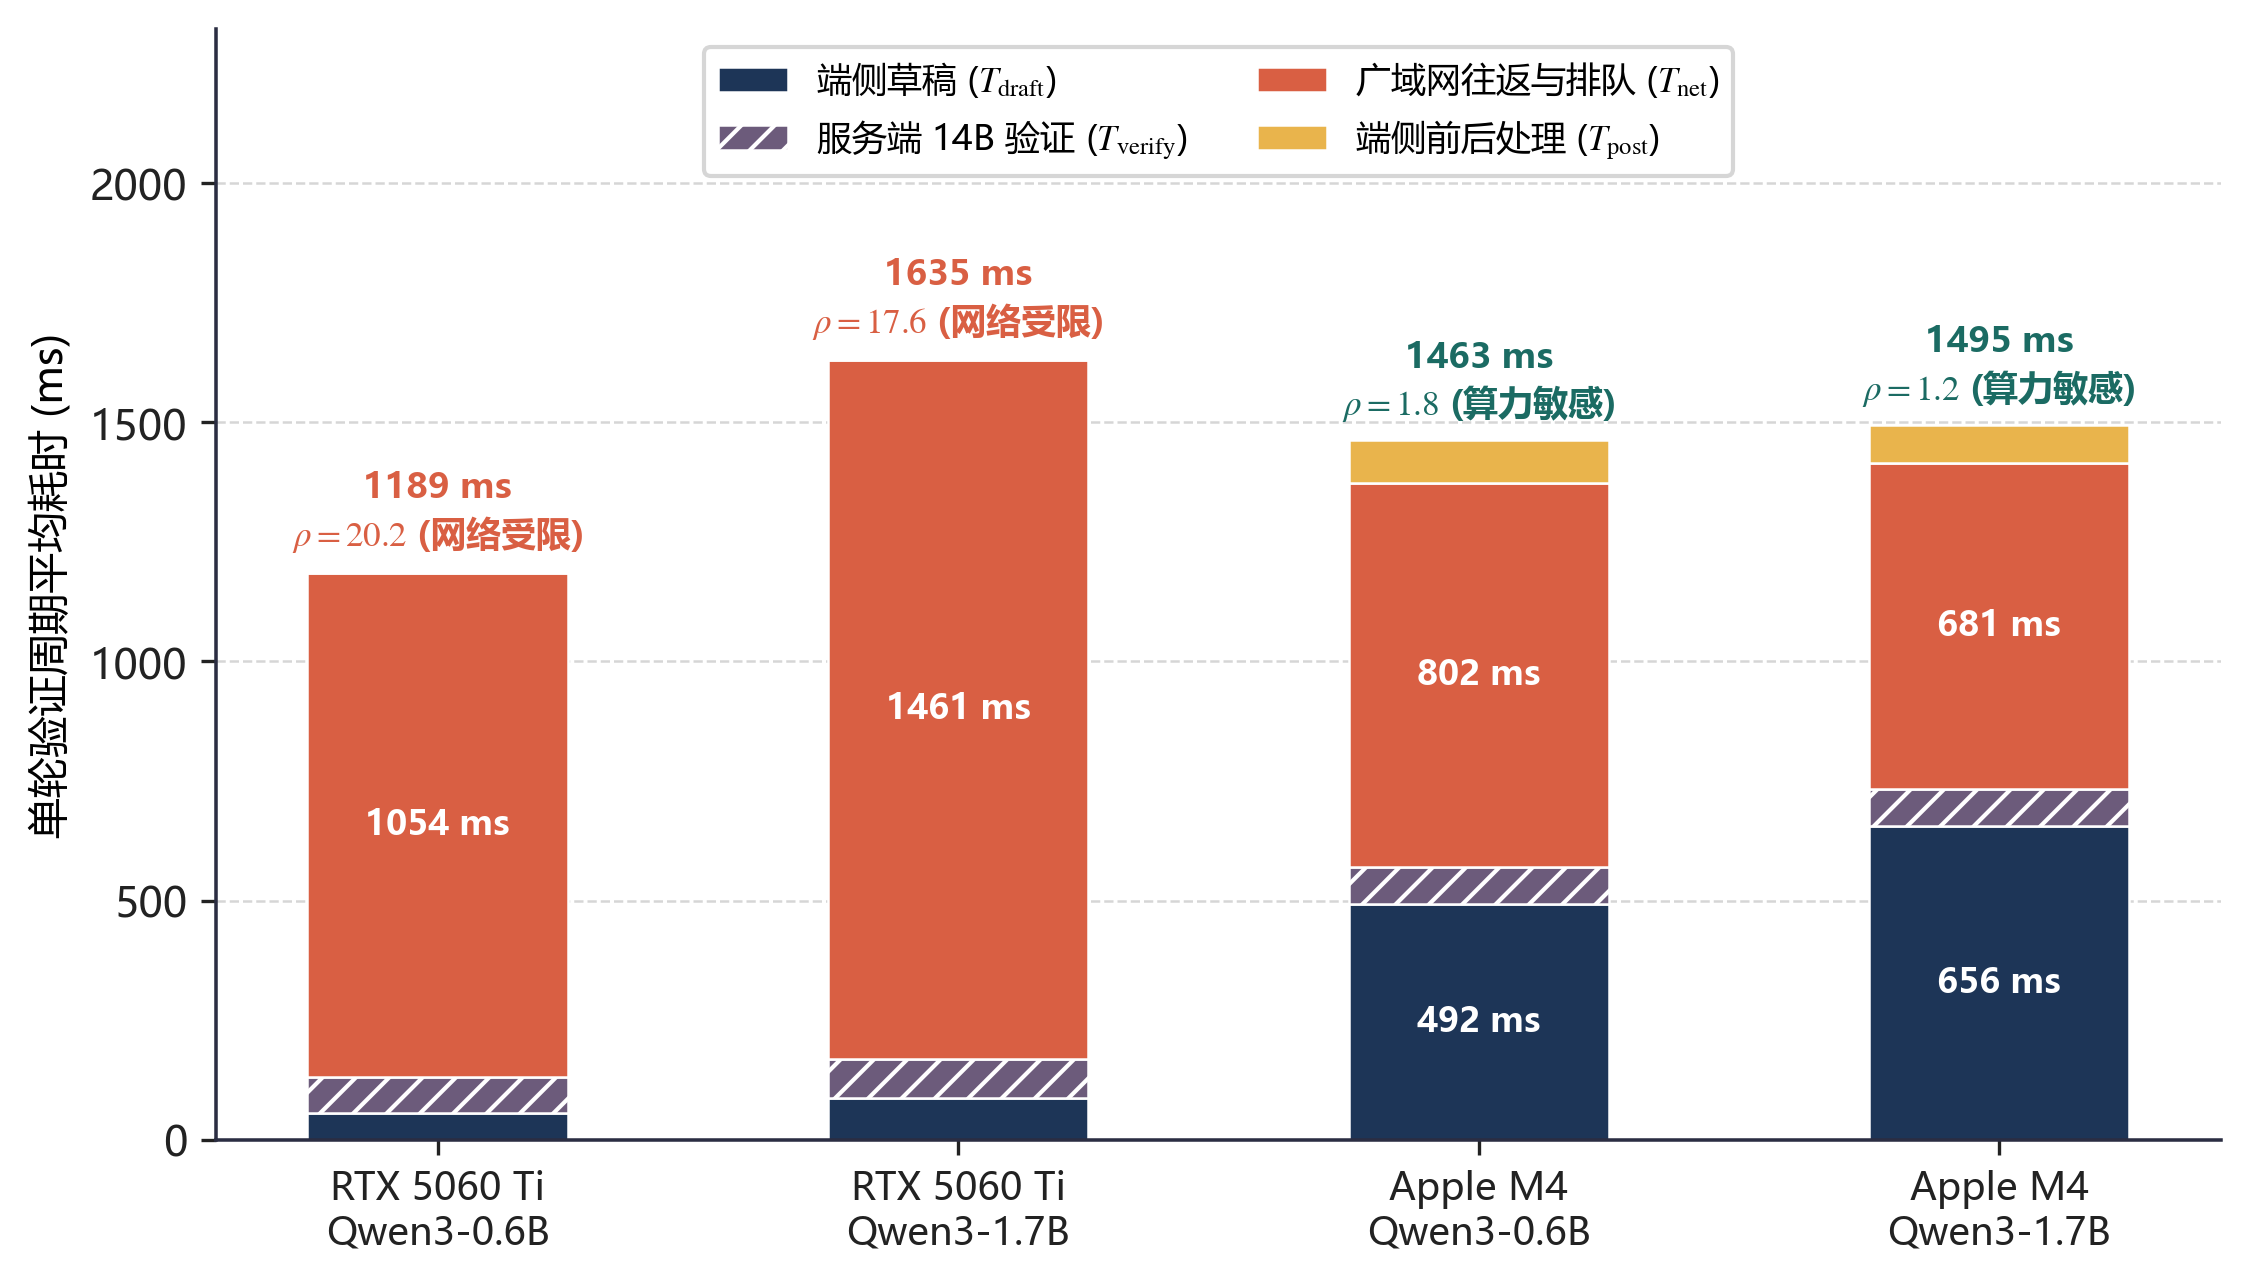 端侧草稿 (T_draft)
服务端 14B 验证 (T_verify)
广域网往返与排队 (T_net)
端侧前后处理 (T_post)
单轮验证周期平均耗时 (ms)
2000
1500
1000
500
0
1189 ms
ρ = 20.2 (网络受限)
1054 ms
1635 ms
ρ = 17.6 (网络受限)
1461 ms
1463 ms
ρ = 1.8 (算力敏感)
802 ms
492 ms
1495 ms
ρ = 1.2 (算力敏感)
681 ms
656 ms
RTX 5060 Ti
Qwen3-0.6B
RTX 5060 Ti
Qwen3-1.7B
Apple M4
Qwen3-0.6B
Apple M4
Qwen3-1.7B